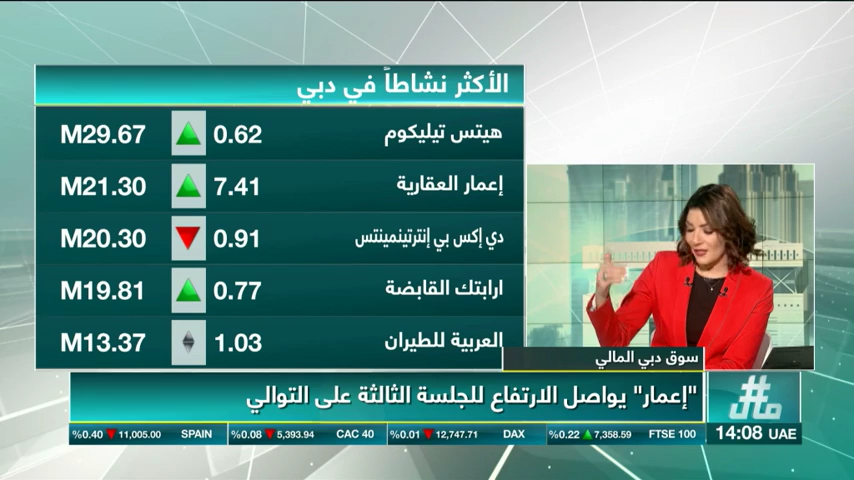 الأكثر نشاطاً في دبي
هيتس تيليكوم 0.62 M29.67
إعمار العقارية 7.41 M21.30
دي إكس بي إنترتينمينتس 0.91 M20.30
ارابتك القابضة 0.77 M19.81
العربية للطيران 1.03 M13.37
سوق دبي المالي
"إعمار" يواصل الارتفاع للجلسة الثالثة على التوالي
#مال
%0.40 11,005.00 SPAIN %0.08 5,393.94 CAC 40 %0.01 12,747.71 DAX %0.22 7,358.59 FTSE 100 14:08 UAE